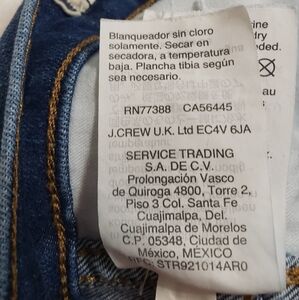 Blanqueador sin cloro
solamente. Secar en
secadora, a temperatura
baja. Plancha tibia según
sea necesario.
RN77388 CA56445
J.CREW U.K. Ltd EC4V 6JA
SERVICE TRADING
S.A. DE C.V.
Prolongación Vasco
de Quiroga 4800, Torre 2,
Piso 3 Col. Santa Fe
Cuajimalpa, Del.
Cuajimalpa de Morelos
C.P. 05348, Ciudad de
México, MÉXICO
RFC: STR921014AR0